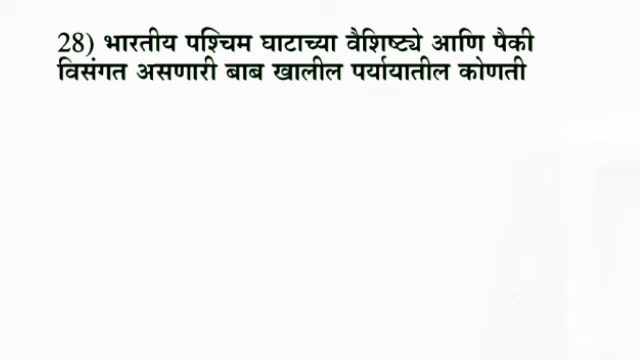 28) भारतीय पश्चिम घाटाच्या वैशिष्ट्ये आणि पैकी
विसंगत असणारी बाब खालील पर्यायातील कोणती